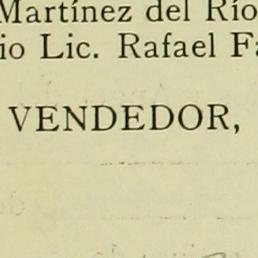 Martínez del Río
io Lic. Rafael Fa
VENDEDOR,